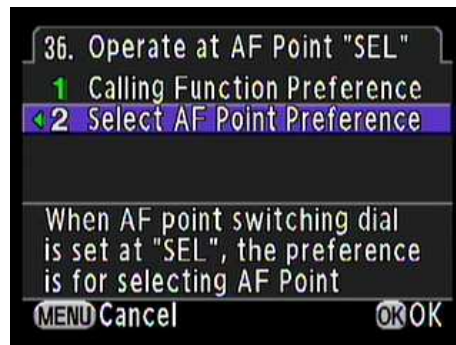 36. Operate at AF Point "SEL"
1 Calling Function Preference
2 Select AF Point Preference
When AF point switching dial
is set at "SEL", the preference
is for selecting AF Point
MENU Cancel OK OK